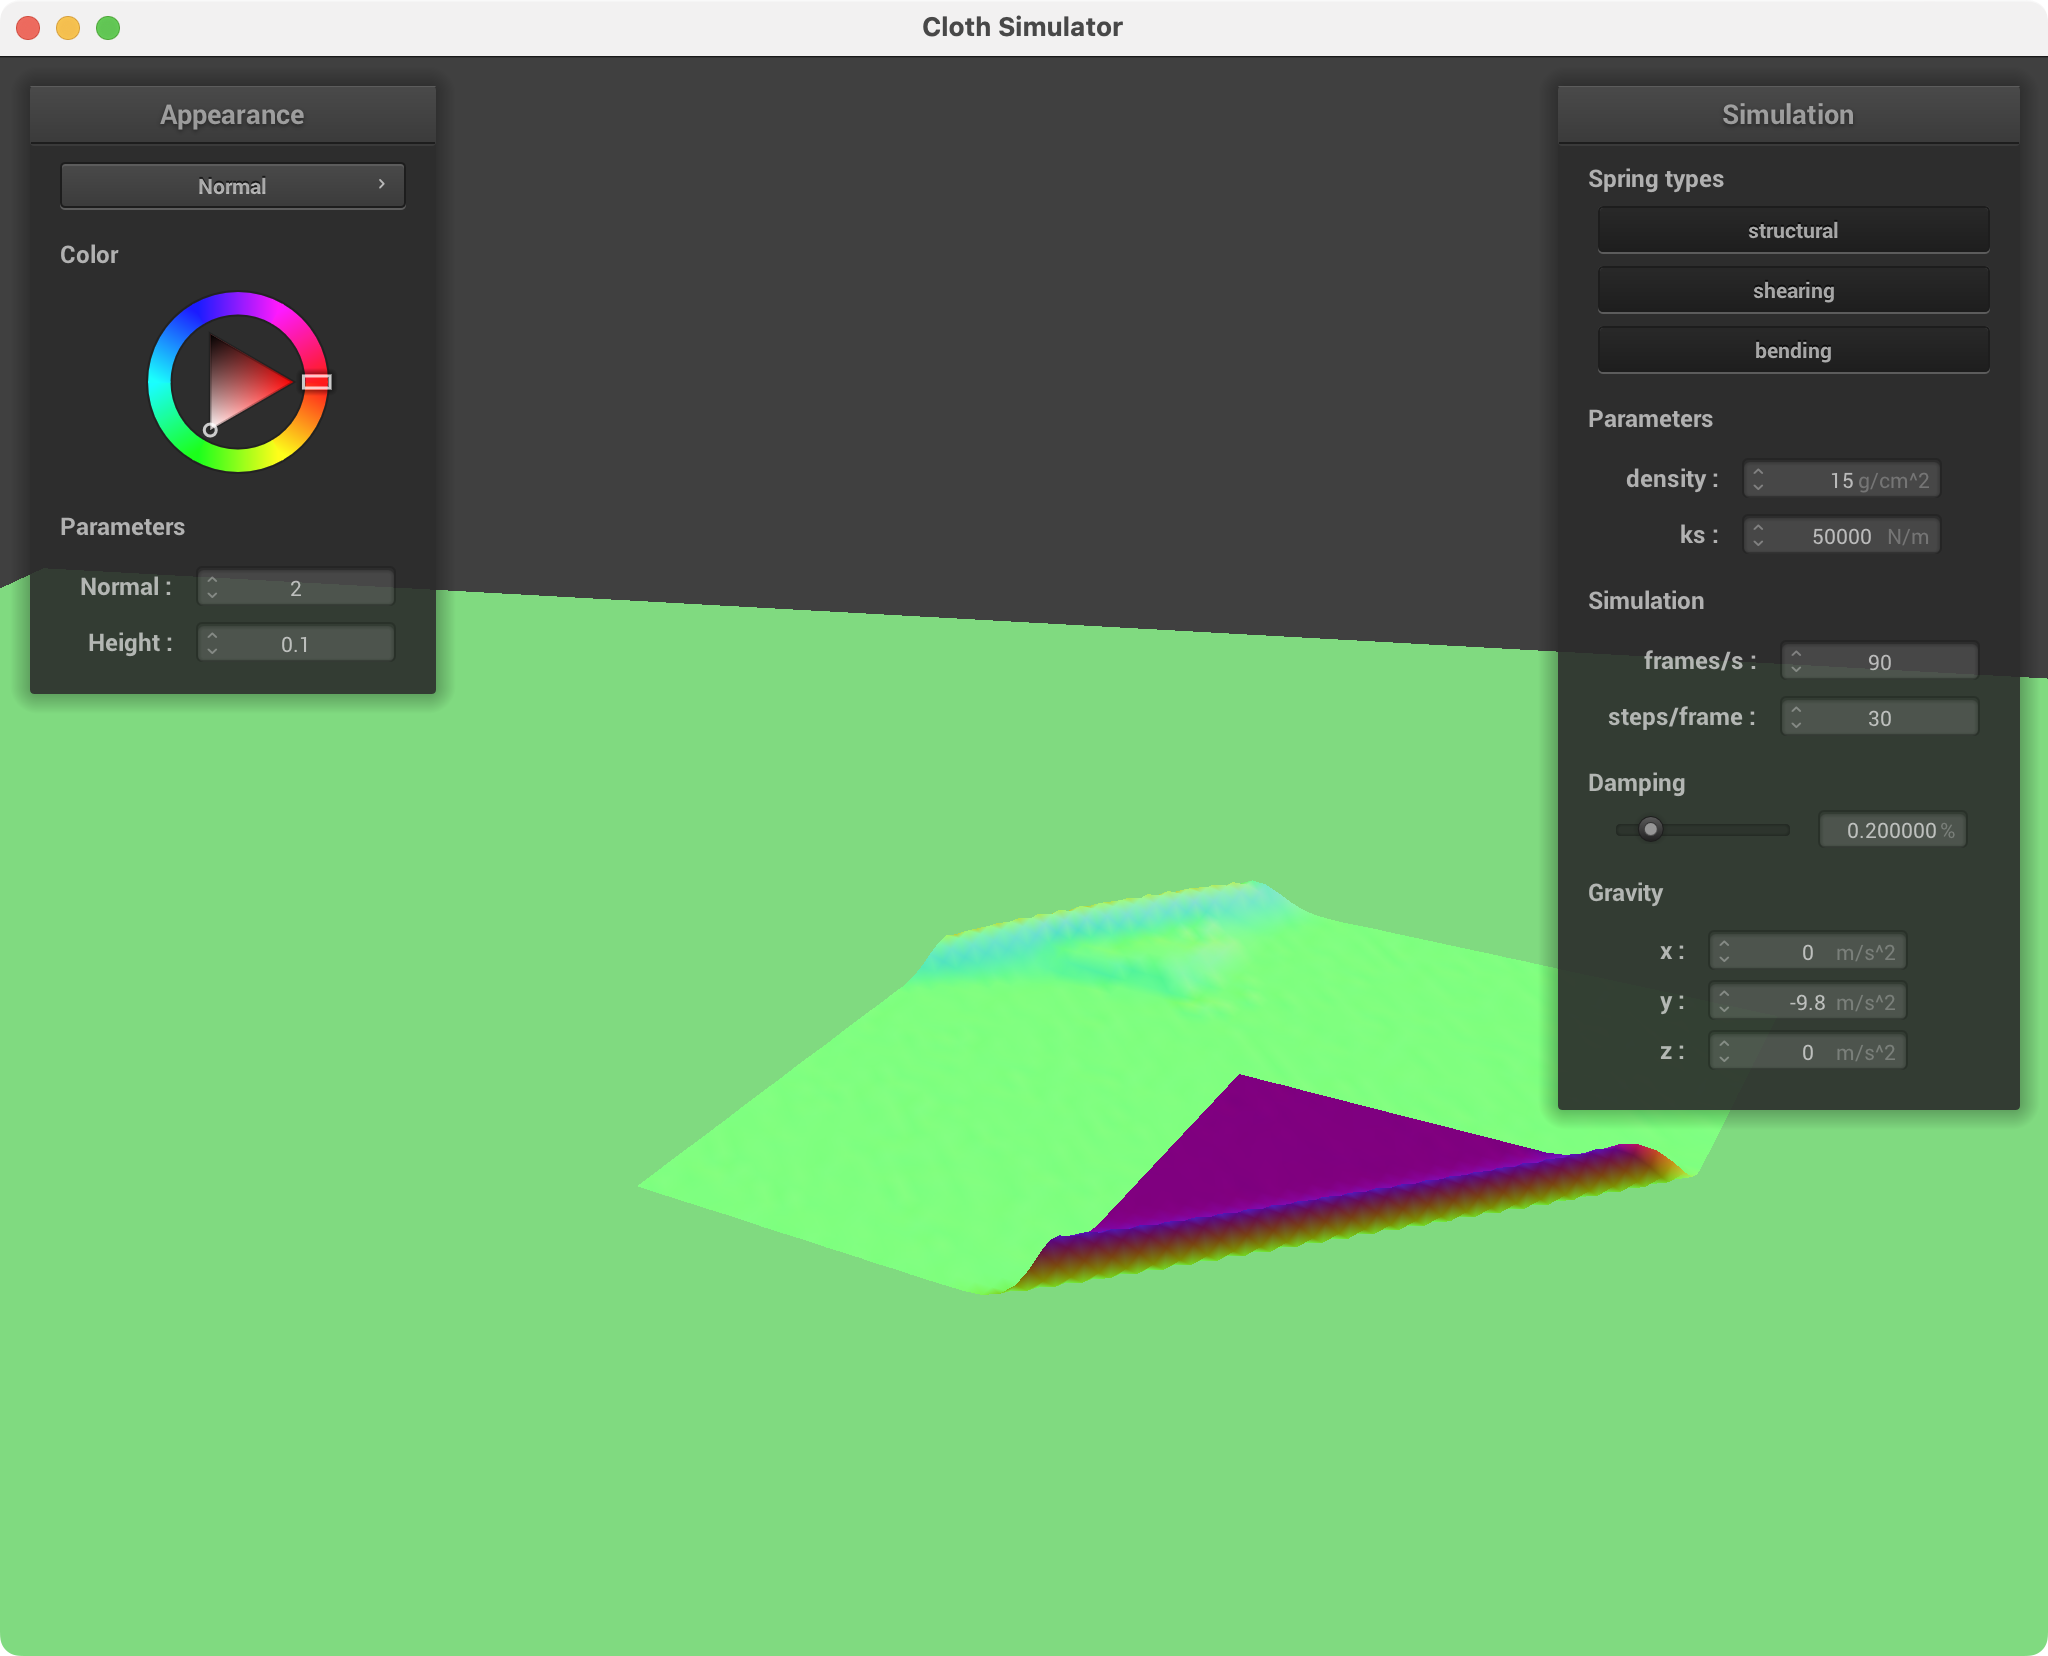 Cloth Simulator
Appearance
Normal
Color
Parameters
Normal : 2
Height : 0.1
Simulation
Spring types
structural
shearing
bending
Parameters
density : 15 g/cm^2
ks : 50000 N/m
Simulation
frames/s : 90
steps/frame : 30
Damping
0.200000 %
Gravity
x : 0 m/s^2
y : -9.8 m/s^2
z : 0 m/s^2